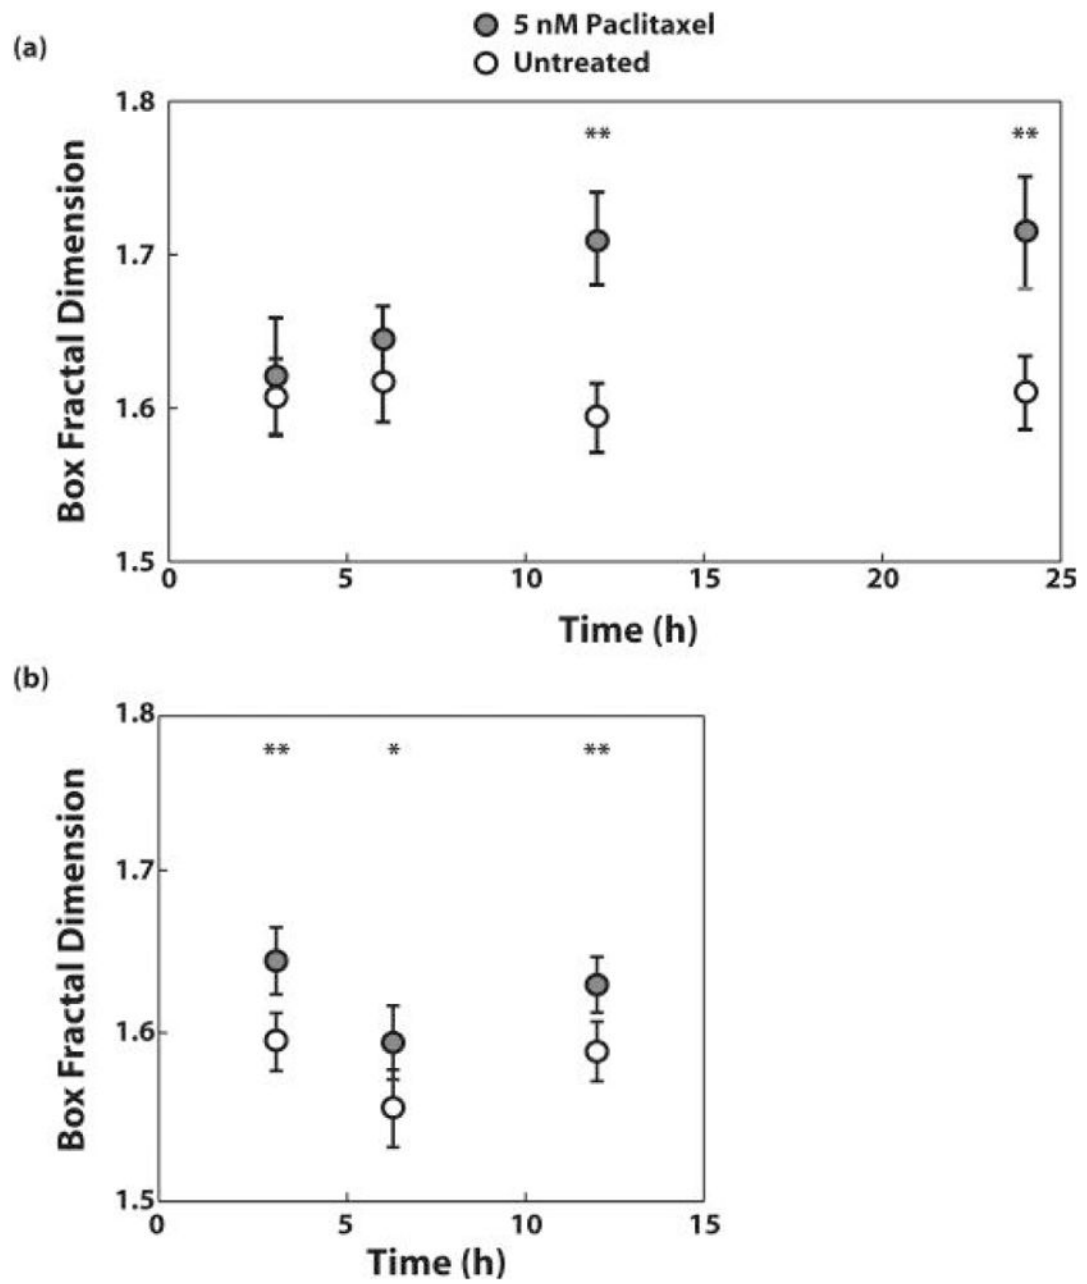 (a)
5 nM Paclitaxel
Untreated
1.8
** **
1.7
1.6
1.5
Box Fractal Dimension
0 5 10 15 20 25
Time (h)
(b)
1.8
** * **
1.7
1.6
1.5
Box Fractal Dimension
0 5 10 15
Time (h)